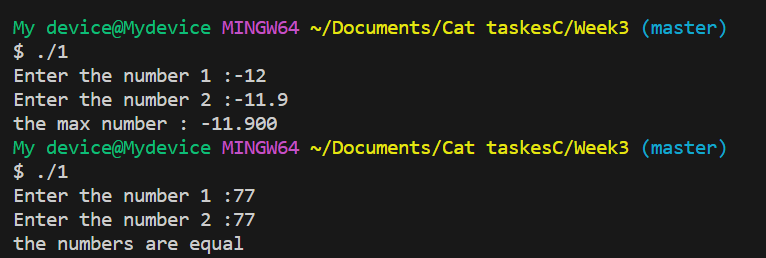 My device@Mydevice MINGW64 ~/Documents/Cat taskesC/Week3 (master)
$ ./1
Enter the number 1 :-12
Enter the number 2 :-11.9
the max number : -11.900
My device@Mydevice MINGW64 ~/Documents/Cat taskesC/Week3 (master)
$ ./1
Enter the number 1 :77
Enter the number 2 :77
the numbers are equal